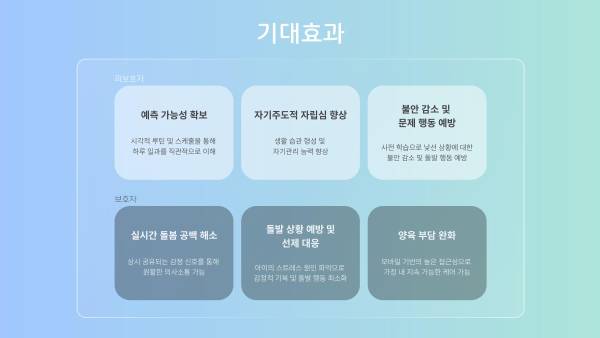 기대효과
피보호자
예측 가능성 확보
시각적 루틴 및 스케줄을 통해
하루 일과를 직관적으로 이해
자기주도적 자립심 향상
생활 습관 형성 및
자기관리 능력 향상
불안 감소 및
문제 행동 예방
사전 학습으로 낯선 상황에 대한
불안 감소 및 돌발 행동 예방
보호자
실시간 돌봄 공백 해소
상시 공유되는 감정 신호를 통해
원활한 의사소통 가능
돌발 상황 예방 및
선제 대응
아이의 스트레스 원인 파악으로
감정적 기복 및 돌발 행동 최소화
양육 부담 완화
모바일 기반의 높은 접근성으로
가정 내 지속 가능한 케어 가능